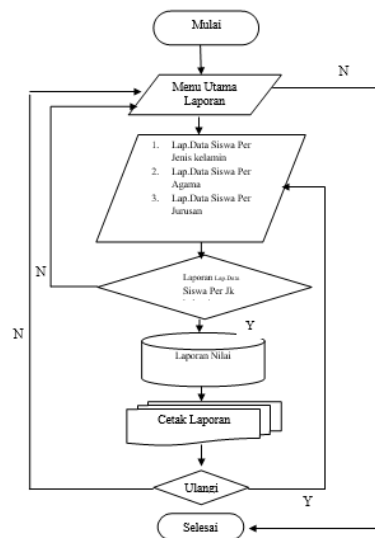 Mulai
N
Menu Utama
Laporan
1. Lap.Data Siswa Per
Jenis kelamin
2. Lap.Data Siswa Per
Agama
3. Lap.Data Siswa Per
Jurusan
N
Laporan Lap.Data
Siswa Per Jk
Y
N
Laporan Nilai
Cetak Laporan
Ulangi
Y
Selesai